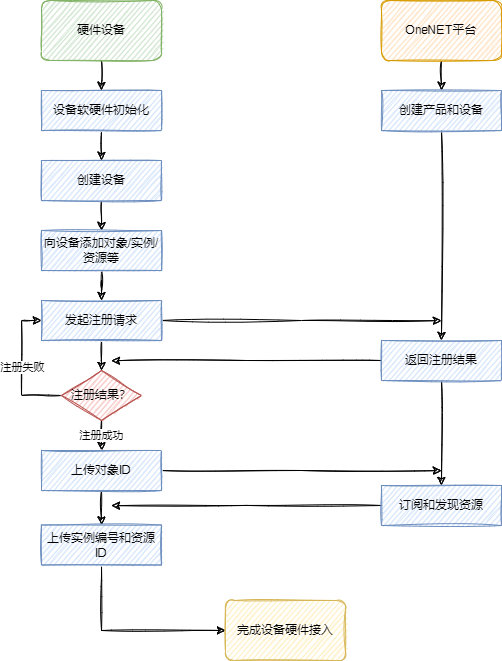 硬件设备
OneNET平台
设备软硬件初始化
创建产品和设备
创建设备
向设备添加对象/实例/
资源等
发起注册请求
返回注册结果
注册失败
注册结果?
注册成功
上传对象ID
订阅和发现资源
上传实例编号和资源
ID
完成设备硬件接入